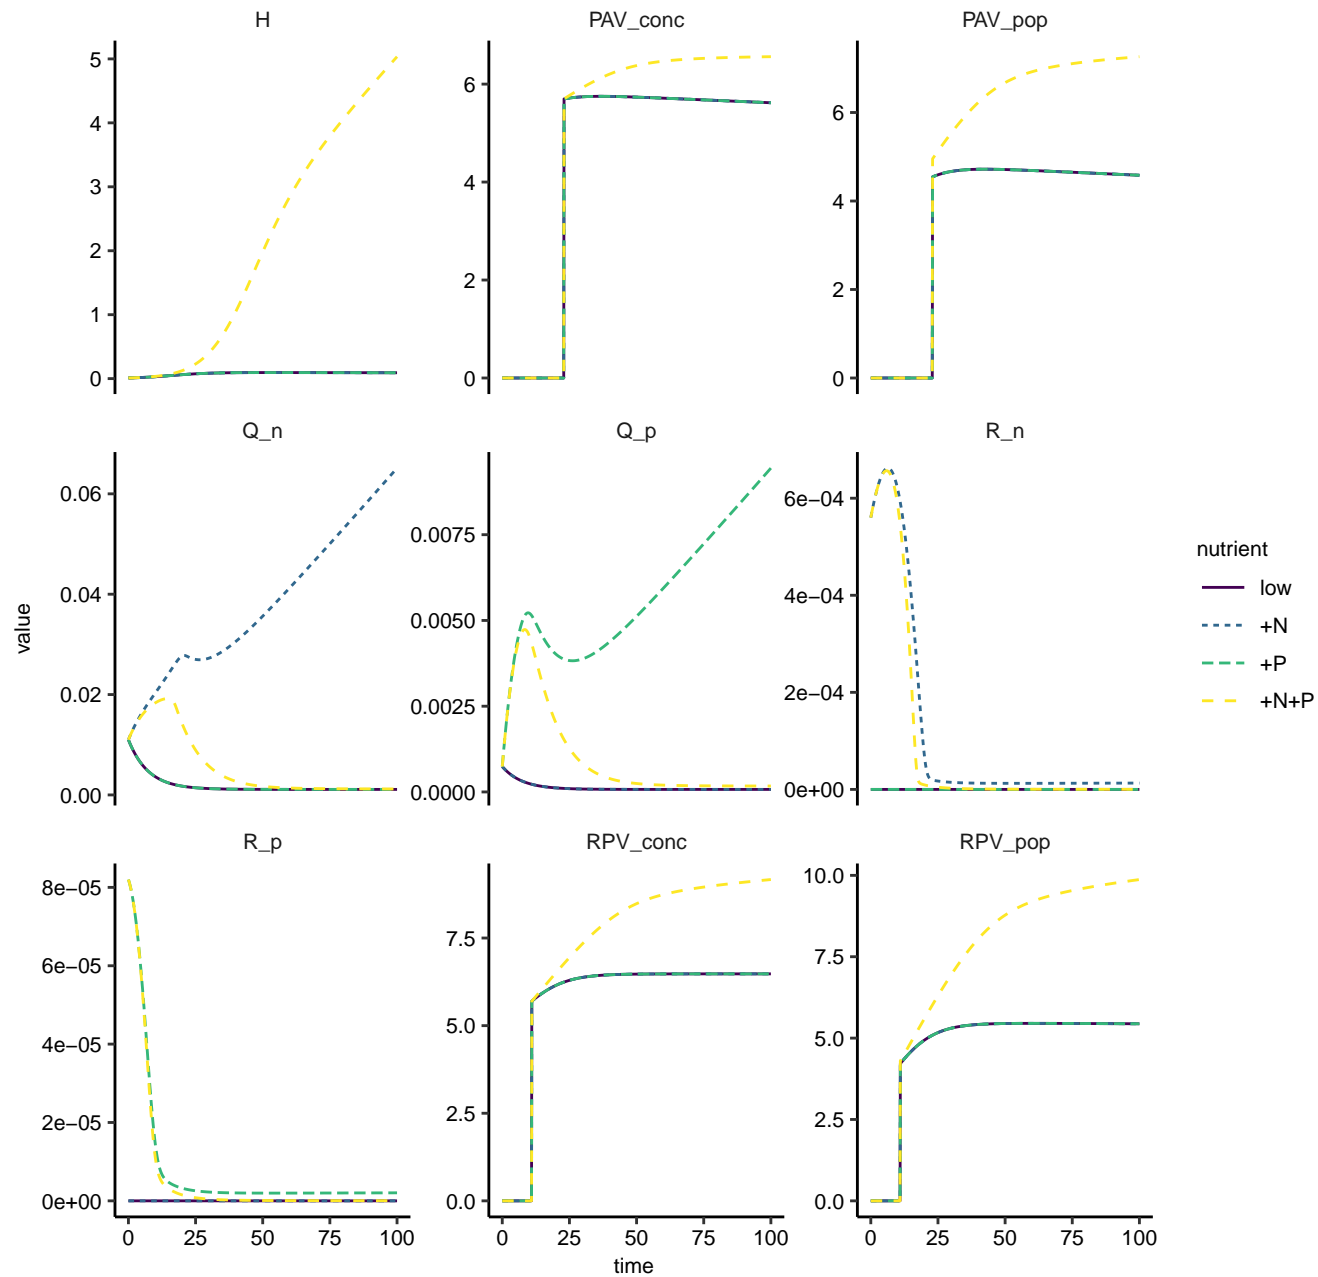 H
PAV_conc
PAV_pop
5
4
3
2
1
0
6
4
2
0
6
4
2
0
Q_n
Q_p
R_n
0.06
0.04
0.02
0.00
0.0075
0.0050
0.0025
0.0000
6e−04
4e−04
2e−04
0e+00
R_p
RPV_conc
RPV_pop
8e−05
6e−05
4e−05
2e−05
0e+00
7.5
5.0
2.5
0.0
10.0
7.5
5.0
2.5
0.0
0 25 50 75 100
0 25 50 75 100
0 25 50 75 100
time
value
nutrient
low
+N
+P
+N+P